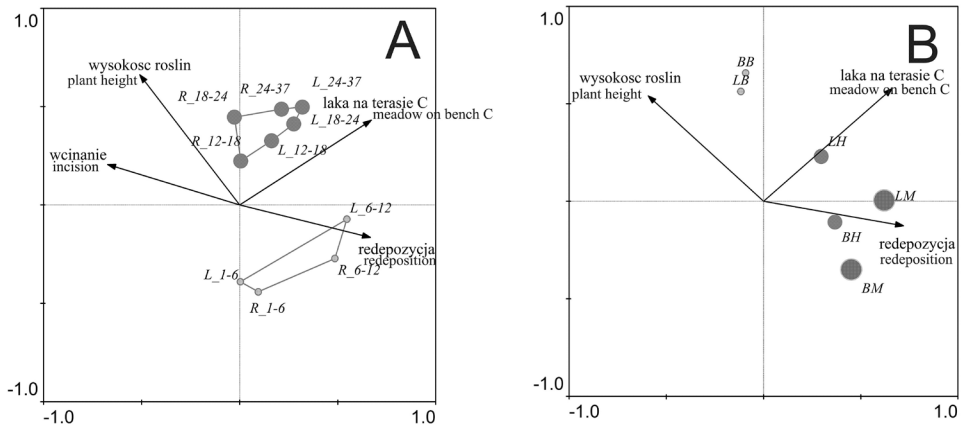 A
1.0
wysokosc roslin
plant height
R_24-37
L_24-37
R_18-24
laka na terasie C
meadow on bench C
L_18-24
R_12-18
L_12-18
wcinanie
incision
L_6-12
redepozycja
redeposition
R_6-12
L_1-6
R_1-6
-1.0
-1.0
1.0
B
1.0
BB
LB
wysokosc roslin
plant height
laka na terasie C
meadow on bench C
LH
LM
BH
redepozycja
redeposition
BM
-1.0
-1.0
1.0